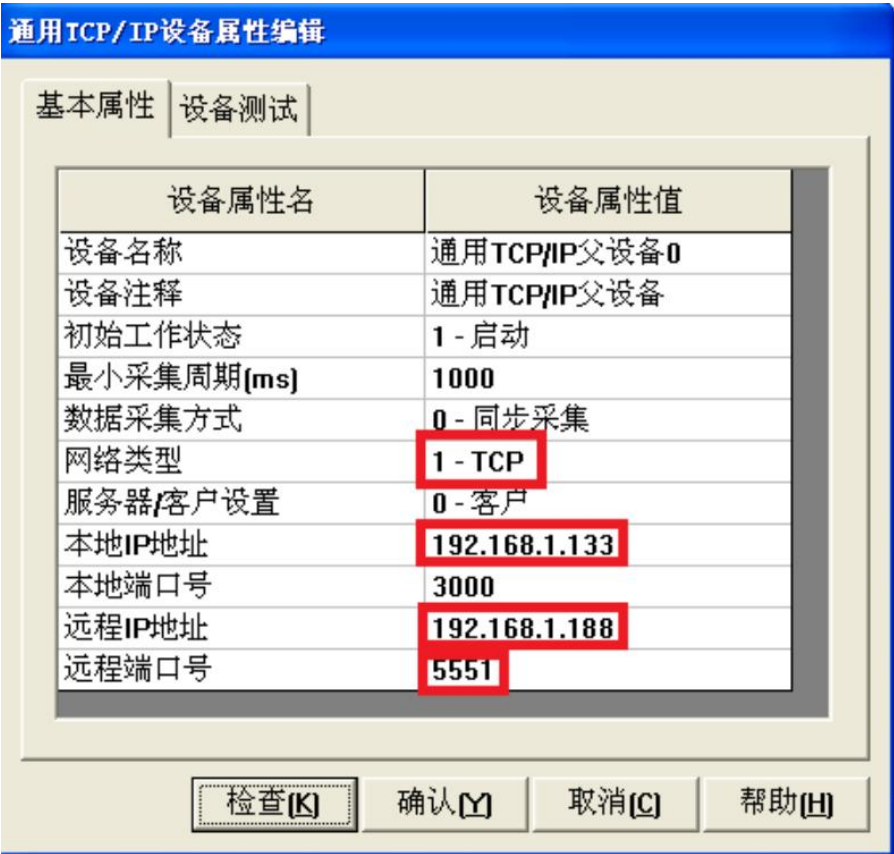 通用TCP/IP设备属性编辑
基本属性 设备测试
设备属性名 设备属性值
设备名称 通用TCP/IP父设备0
设备注释 通用TCP/IP父设备
初始工作状态 1 - 启动
最小采集周期(ms) 1000
数据采集方式 0 - 同步采集
网络类型 1 - TCP
服务器/客户设置 0 - 客户
本地IP地址 192.168.1.133
本地端口号 3000
远程IP地址 192.168.1.188
远程端口号 5551
检查(K) 确认(Y) 取消(C) 帮助(H)